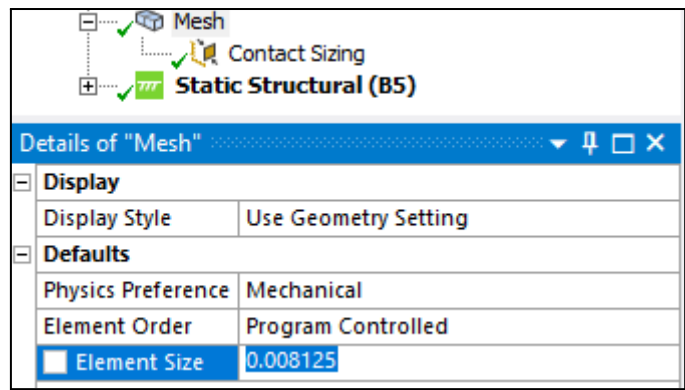 Mesh
Contact Sizing
Static Structural (B5)
Details of "Mesh"
Display
Display Style Use Geometry Setting
Defaults
Physics Preference Mechanical
Element Order Program Controlled
Element Size 0.008125